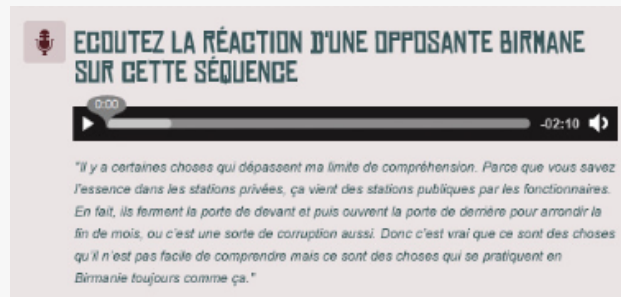 ECOUTEZ LA RÉACTION D'UNE OPPOSANTE BIRMANE
SUR CETTE SÉQUENCE
0:00
-02:10
"Il y a certaines choses qui dépassent ma limite de compréhension. Parce que vous savez
l'essence dans les stations privées, ça vient des stations publiques par les fonctionnaires.
En fait, ils ferment la porte de devant et puis ouvrent la porte de derrière pour arrondir la
fin de mois, ou c'est une sorte de corruption aussi. Donc c'est vrai que ce sont des choses
qu'il n'est pas facile de comprendre mais ce sont des choses qui se pratiquent en
Birmanie toujours comme ça."